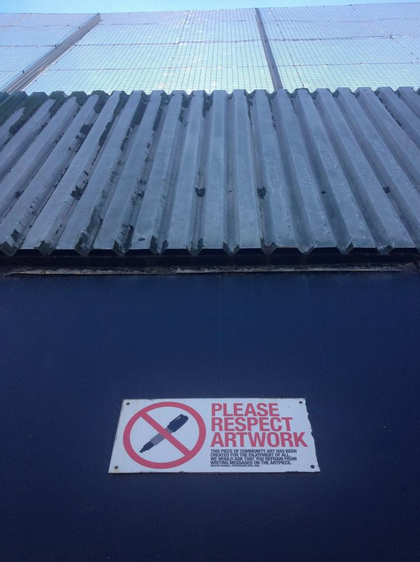 PLEASE
RESPECT
ARTWORK
THIS PIECE OF COMMUNITY ART HAS BEEN
CREATED FOR THE ENJOYMENT OF ALL.
WE WOULD ASK THAT YOU REFRAIN FROM
WRITING MESSAGES ON THE ARTPIECE.